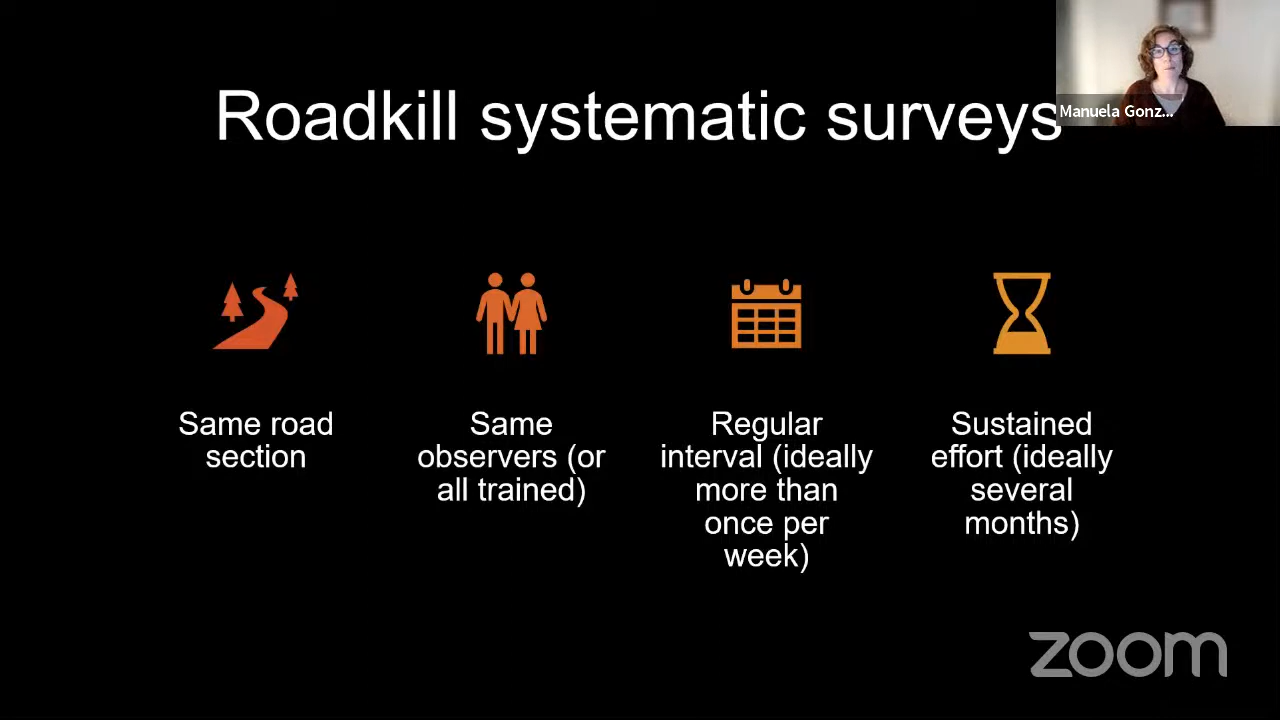 Roadkill systematic surveys
Manuela Gonz...
Same road
section
Same
observers (or
all trained)
Regular
interval (ideally
more than
once per
week)
Sustained
effort (ideally
several
months)
zoom